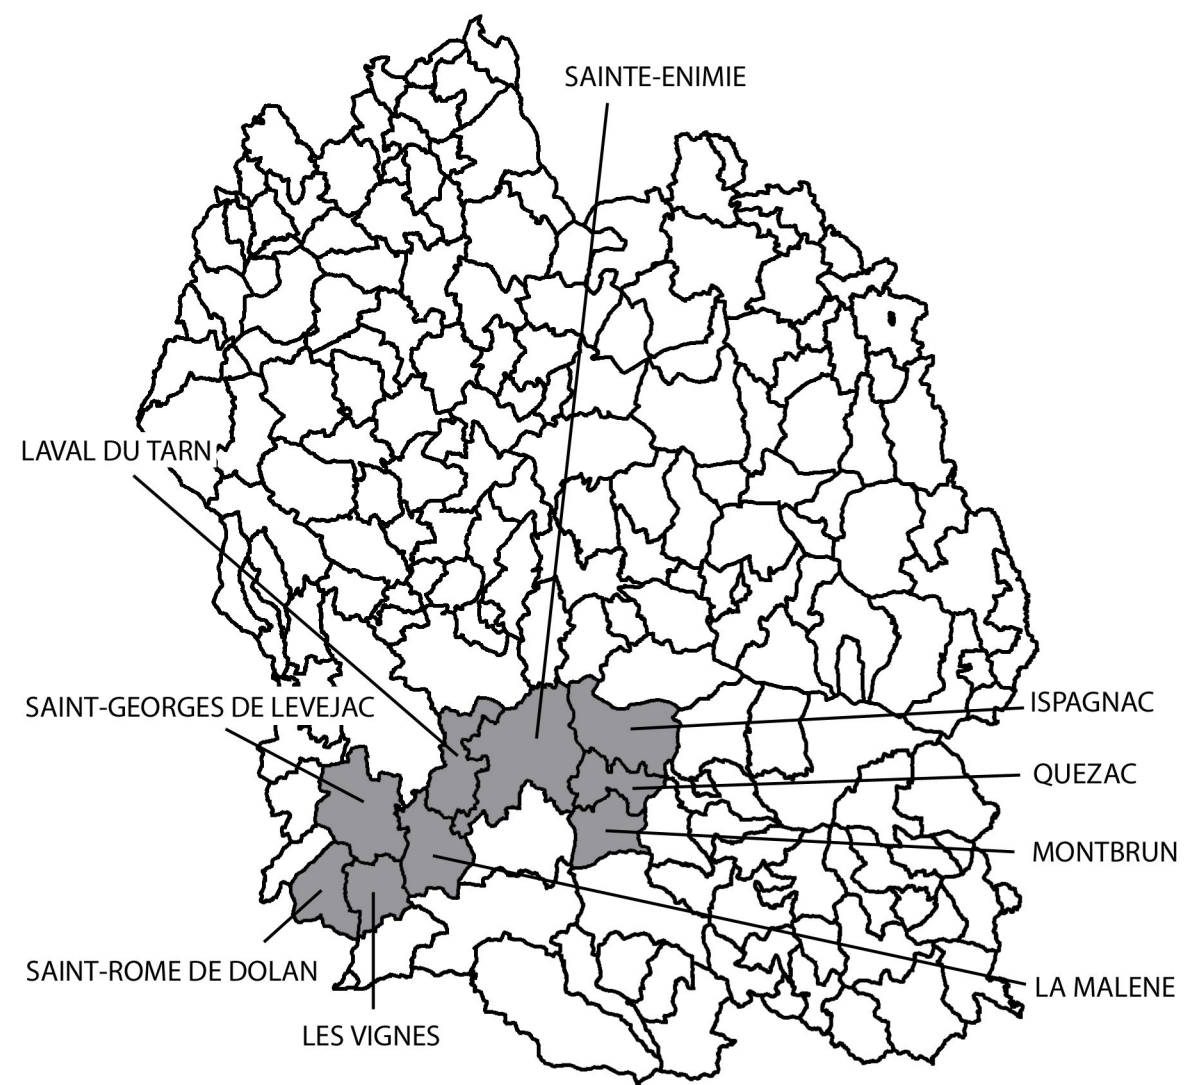 SAINTE-ENIMIE
LAVAL DU TARN
SAINT-GEORGES DE LEVEJAC
ISPAGNAC
QUEZAC
MONTBRUN
SAINT-ROME DE DOLAN
LA MALENE
LES VIGNES